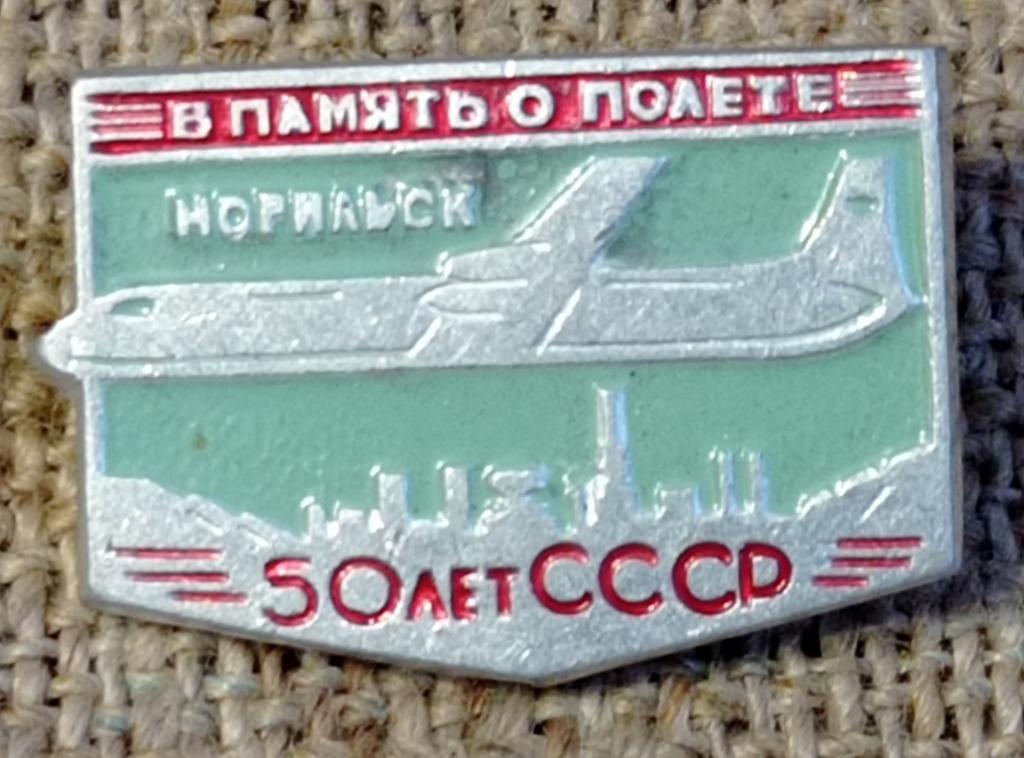 В ПАМЯТЬ О ПОЛЕТЕ
НОРИЛЬСК
50 ЛЕТ СССР